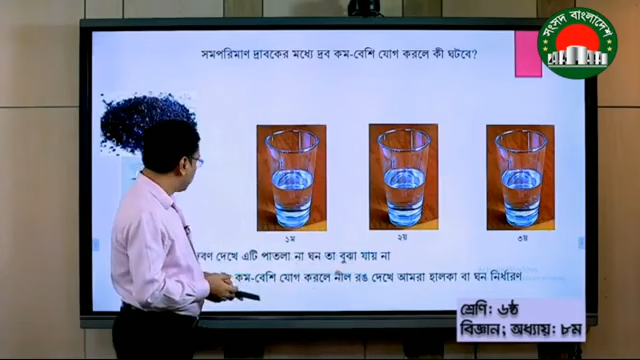 সংসদ বাংলাদেশ
সমপরিমাণ দ্রাবকের মধ্যে দ্রব কম-বেশি যোগ করলে কী ঘটবে?
১ম
২য়
৩য়
দেখে এটি পাতলা না ঘন তা বুঝা যায় না
কম-বেশি যোগ করলে নীল রঙ দেখে আমরা হালকা বা ঘন নির্ধারণ
শ্রেণি: ৬ষ্ঠ
বিজ্ঞান; অধ্যায়: ৮ম